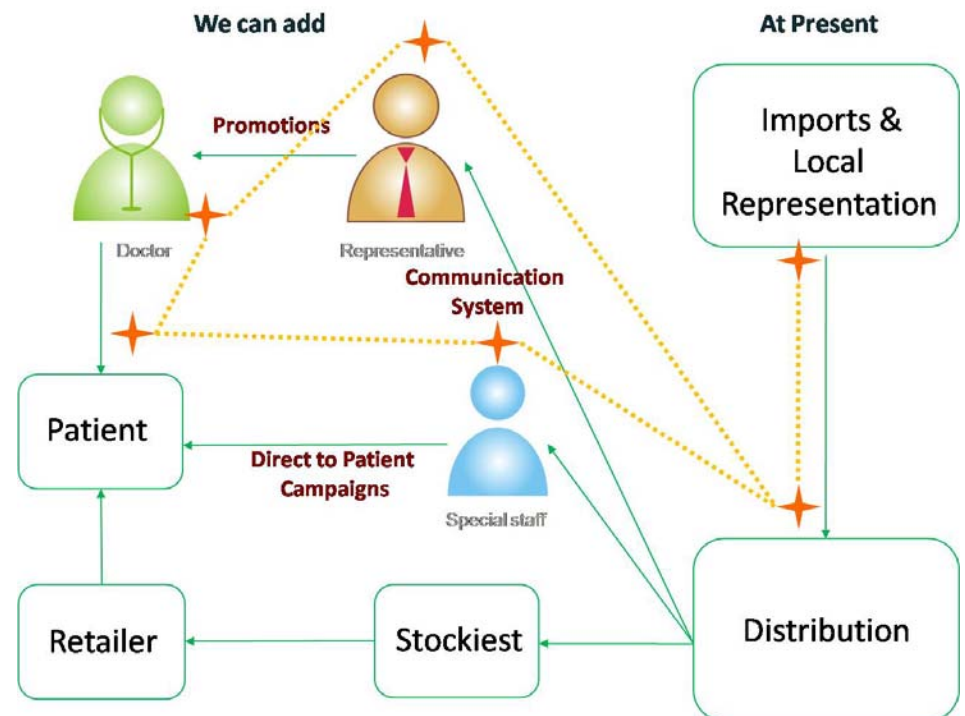 We can add
At Present
Promotions
Imports &
Local
Representation
Doctor
Representative
Communication
System
Patient
Direct to Patient
Campaigns
Special staff
Retailer
Stockiest
Distribution